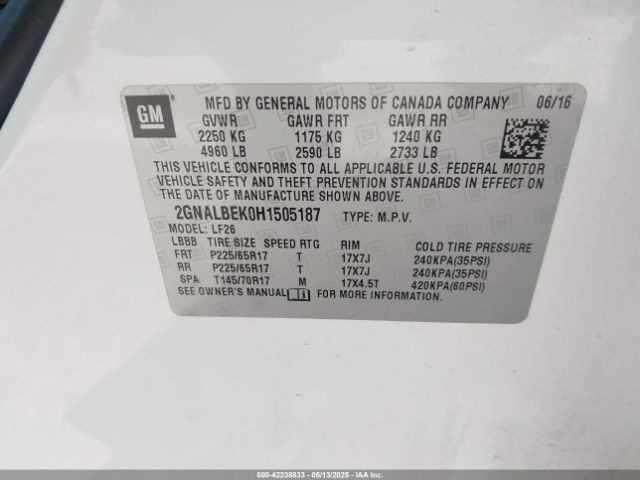 GM
MFD BY GENERAL MOTORS OF CANADA COMPANY 06/16
GVWR GAWR FRT GAWR RR
2250 KG 1175 KG 1240 KG
4960 LB 2590 LB 2733 LB
THIS VEHICLE CONFORMS TO ALL APPLICABLE U.S. FEDERAL MOTOR
VEHICLE SAFETY AND THEFT PREVENTION STANDARDS IN EFFECT ON
THE DATE OF MANUFACTURE SHOWN ABOVE.
2GNALBEK0H1505187 TYPE: M.P.V.
MODEL: LF26
LBBB TIRE SIZE SPEED RTG RIM COLD TIRE PRESSURE
FRT P225/65R17 T 17X7J 240KPA(35PSI)
RR P225/65R17 T 17X7J 240KPA(35PSI)
SPA T145/70R17 M 17X4.5T 420KPA(60PSI)
SEE OWNER'S MANUAL FOR MORE INFORMATION.
000-42238833 - 05/13/2025 - IAAI.COM